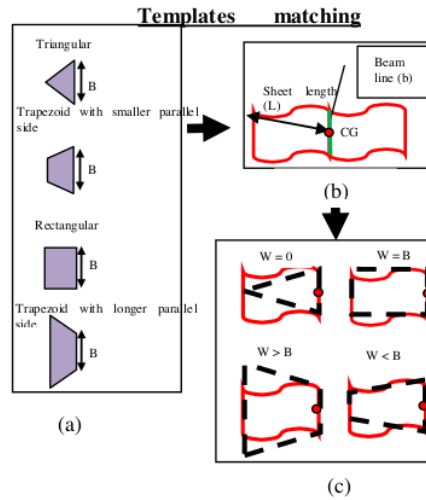 Templates matching
Triangular
B
Trapezoid with smaller parallel
side
B
Rectangular
B
Trapezoid with longer parallel
side
B
(a)
Beam
line (b)
Sheet length
(L)
CG
(b)
W = 0
W = B
W > B
W < B
(c)